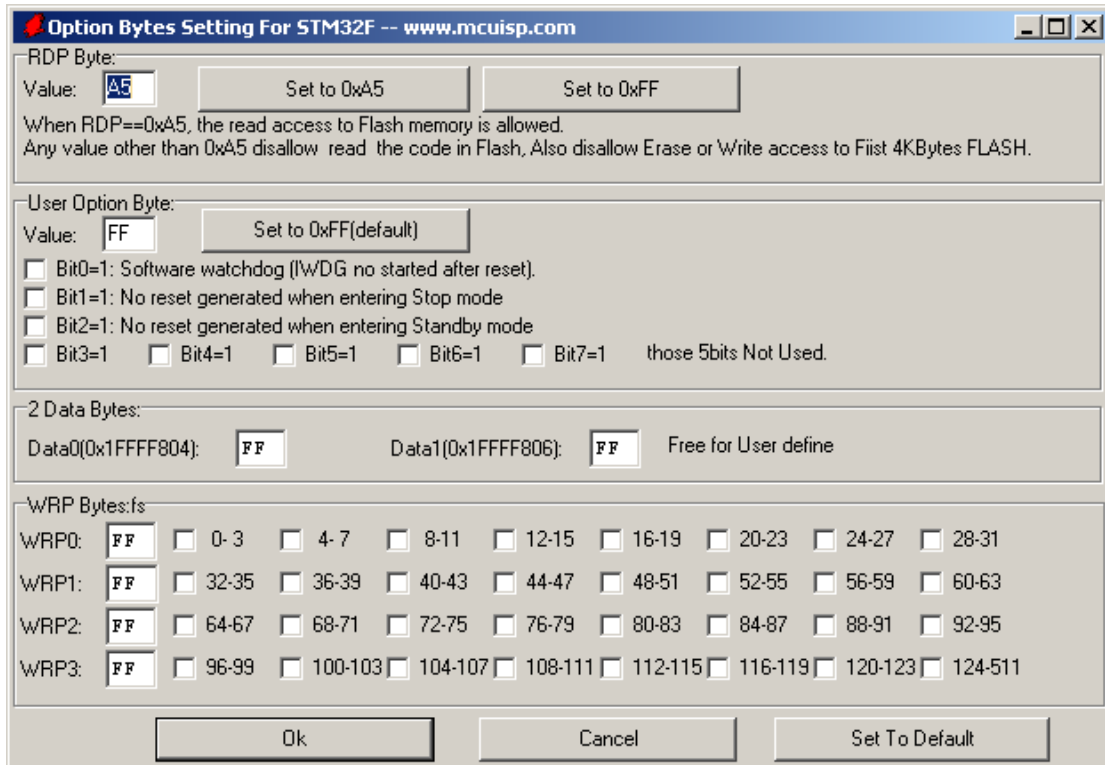 Option Bytes Setting For STM32F -- www.mcuisp.com
RDP Byte:
Value: A5 Set to 0xA5 Set to 0xFF
When RDP==0xA5, the read access to Flash memory is allowed.
Any value other than 0xA5 disallow read the code in Flash, Also disallow Erase or Write access to Fiist 4KBytes FLASH.
User Option Byte:
Value: FF Set to 0xFF(default)
Bit0=1: Software watchdog (IWDG no started after reset).
Bit1=1: No reset generated when entering Stop mode
Bit2=1: No reset generated when entering Standby mode
Bit3=1 Bit4=1 Bit5=1 Bit6=1 Bit7=1 those 5bits Not Used.
2 Data Bytes:
Data0(0x1FFFF804): FF Data1(0x1FFFF806): FF Free for User define
WRP Bytes:fs
WRP0: FF 0- 3 4- 7 8-11 12-15 16-19 20-23 24-27 28-31
WRP1: FF 32-35 36-39 40-43 44-47 48-51 52-55 56-59 60-63
WRP2: FF 64-67 68-71 72-75 76-79 80-83 84-87 88-91 92-95
WRP3: FF 96-99 100-103 104-107 108-111 112-115 116-119 120-123 124-511
Ok Cancel Set To Default